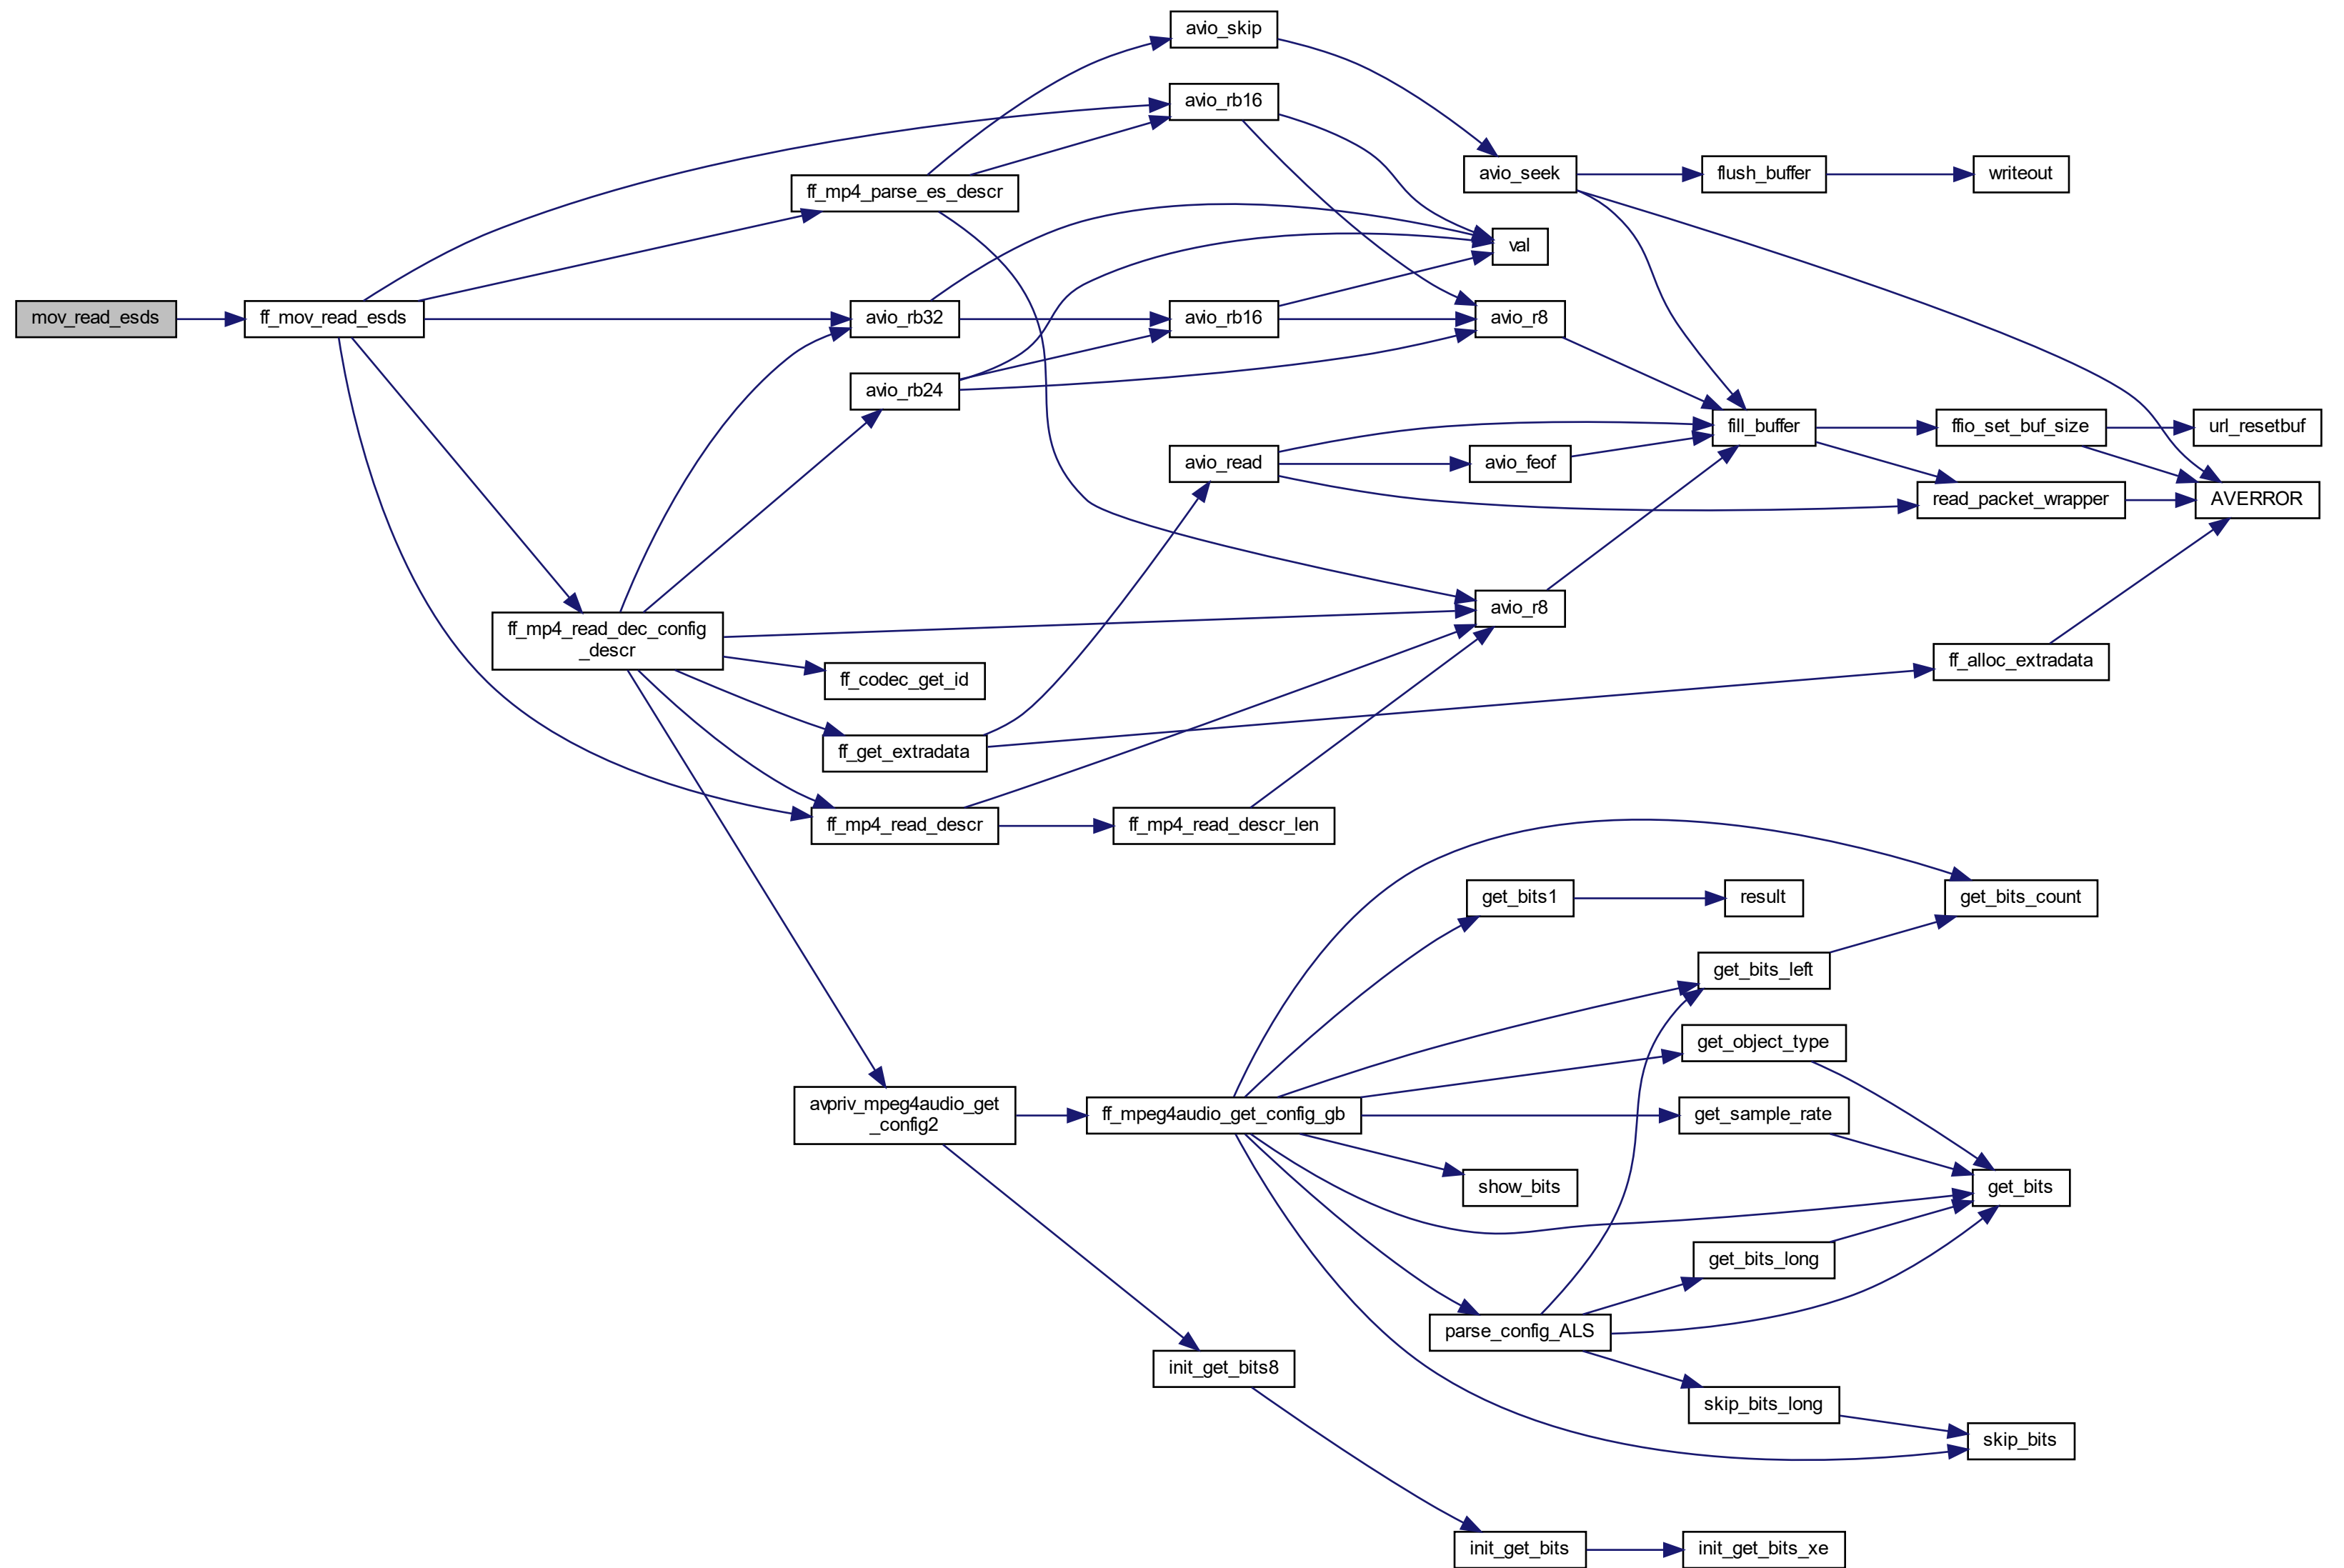 avio_skip
avio_rb16
avio_seek
flush_buffer
writeout
ff_mp4_parse_es_descr
val
mov_read_esds
ff_mov_read_esds
avio_rb32
avio_rb16
avio_r8
avio_rb24
fill_buffer
ffio_set_buf_size
url_resetbuf
avio_read
avio_feof
read_packet_wrapper
AVERROR
avio_r8
ff_mp4_read_dec_config
_descr
ff_alloc_extradata
ff_codec_get_id
ff_get_extradata
ff_mp4_read_descr
ff_mp4_read_descr_len
get_bits1
result
get_bits_count
get_bits_left
get_object_type
avpriv_mpeg4audio_get
_config2
ff_mpeg4audio_get_config_gb
get_sample_rate
show_bits
get_bits
get_bits_long
parse_config_ALS
init_get_bits8
skip_bits_long
skip_bits
init_get_bits
init_get_bits_xe